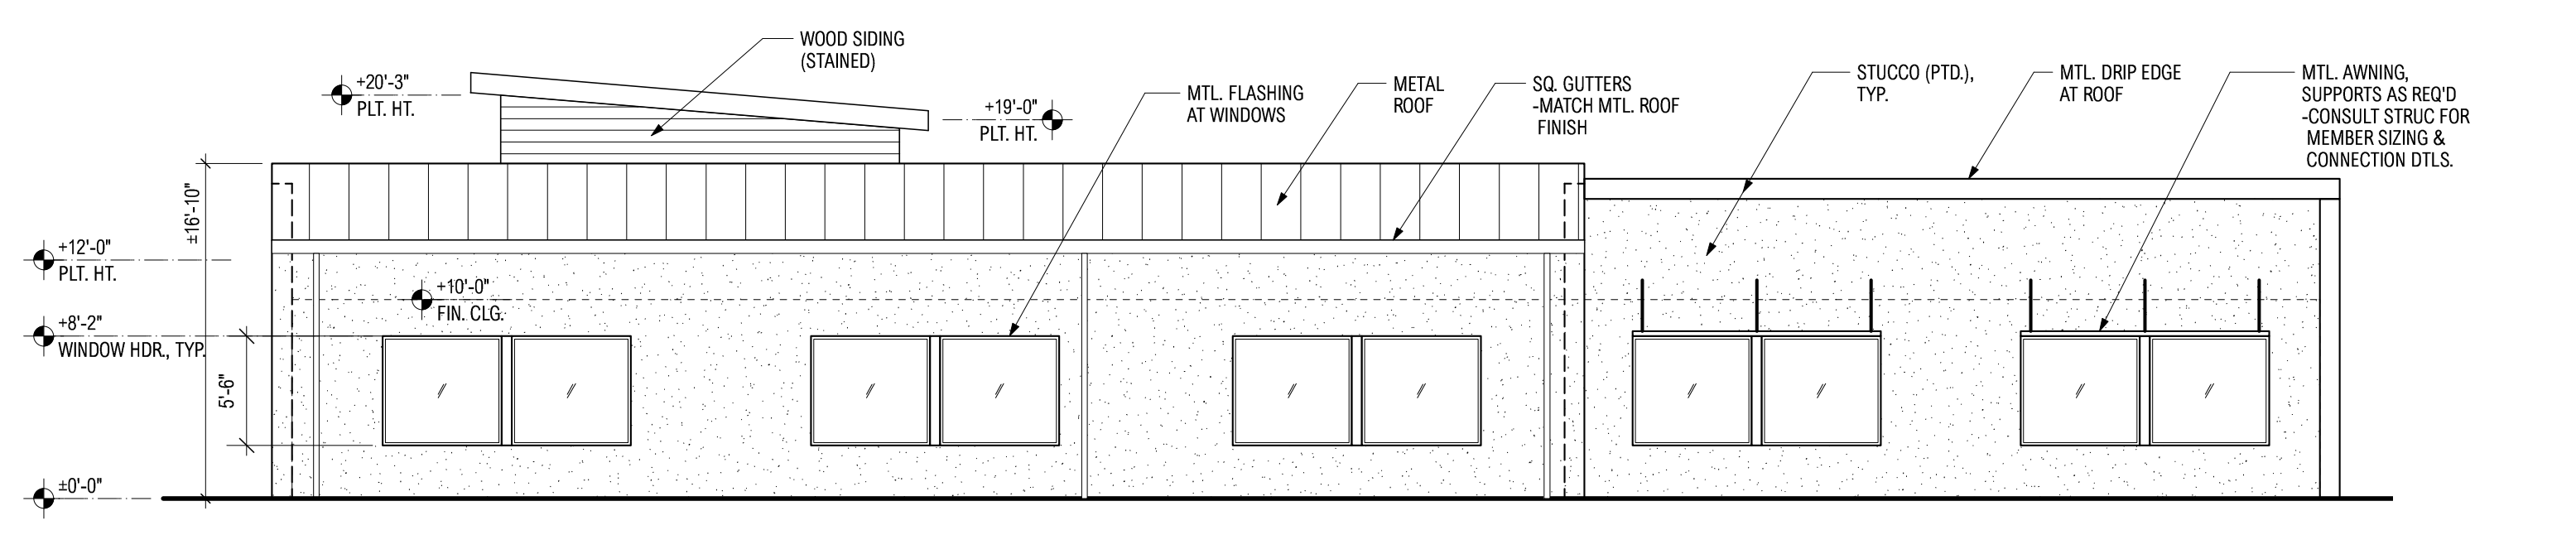 WOOD SIDING
(STAINED)
+20'-3"
PLT. HT.
+19'-0"
PLT. HT.
MTL. FLASHING
AT WINDOWS
METAL
ROOF
SQ. GUTTERS
-MATCH MTL. ROOF
FINISH
STUCCO (PTD.),
TYP.
MTL. DRIP EDGE
AT ROOF
MTL. AWNING,
SUPPORTS AS REQ'D
-CONSULT STRUC FOR
MEMBER SIZING &
CONNECTION DTLS.
±16'-10"
+12'-0"
PLT. HT.
+10'-0"
FIN. CLG.
+8'-2"
WINDOW HDR., TYP.
5'-6"
±0'-0"